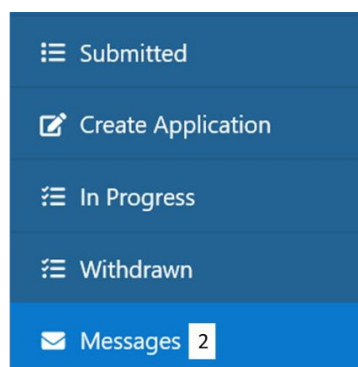 Submitted
Create Application
In Progress
Withdrawn
Messages 2